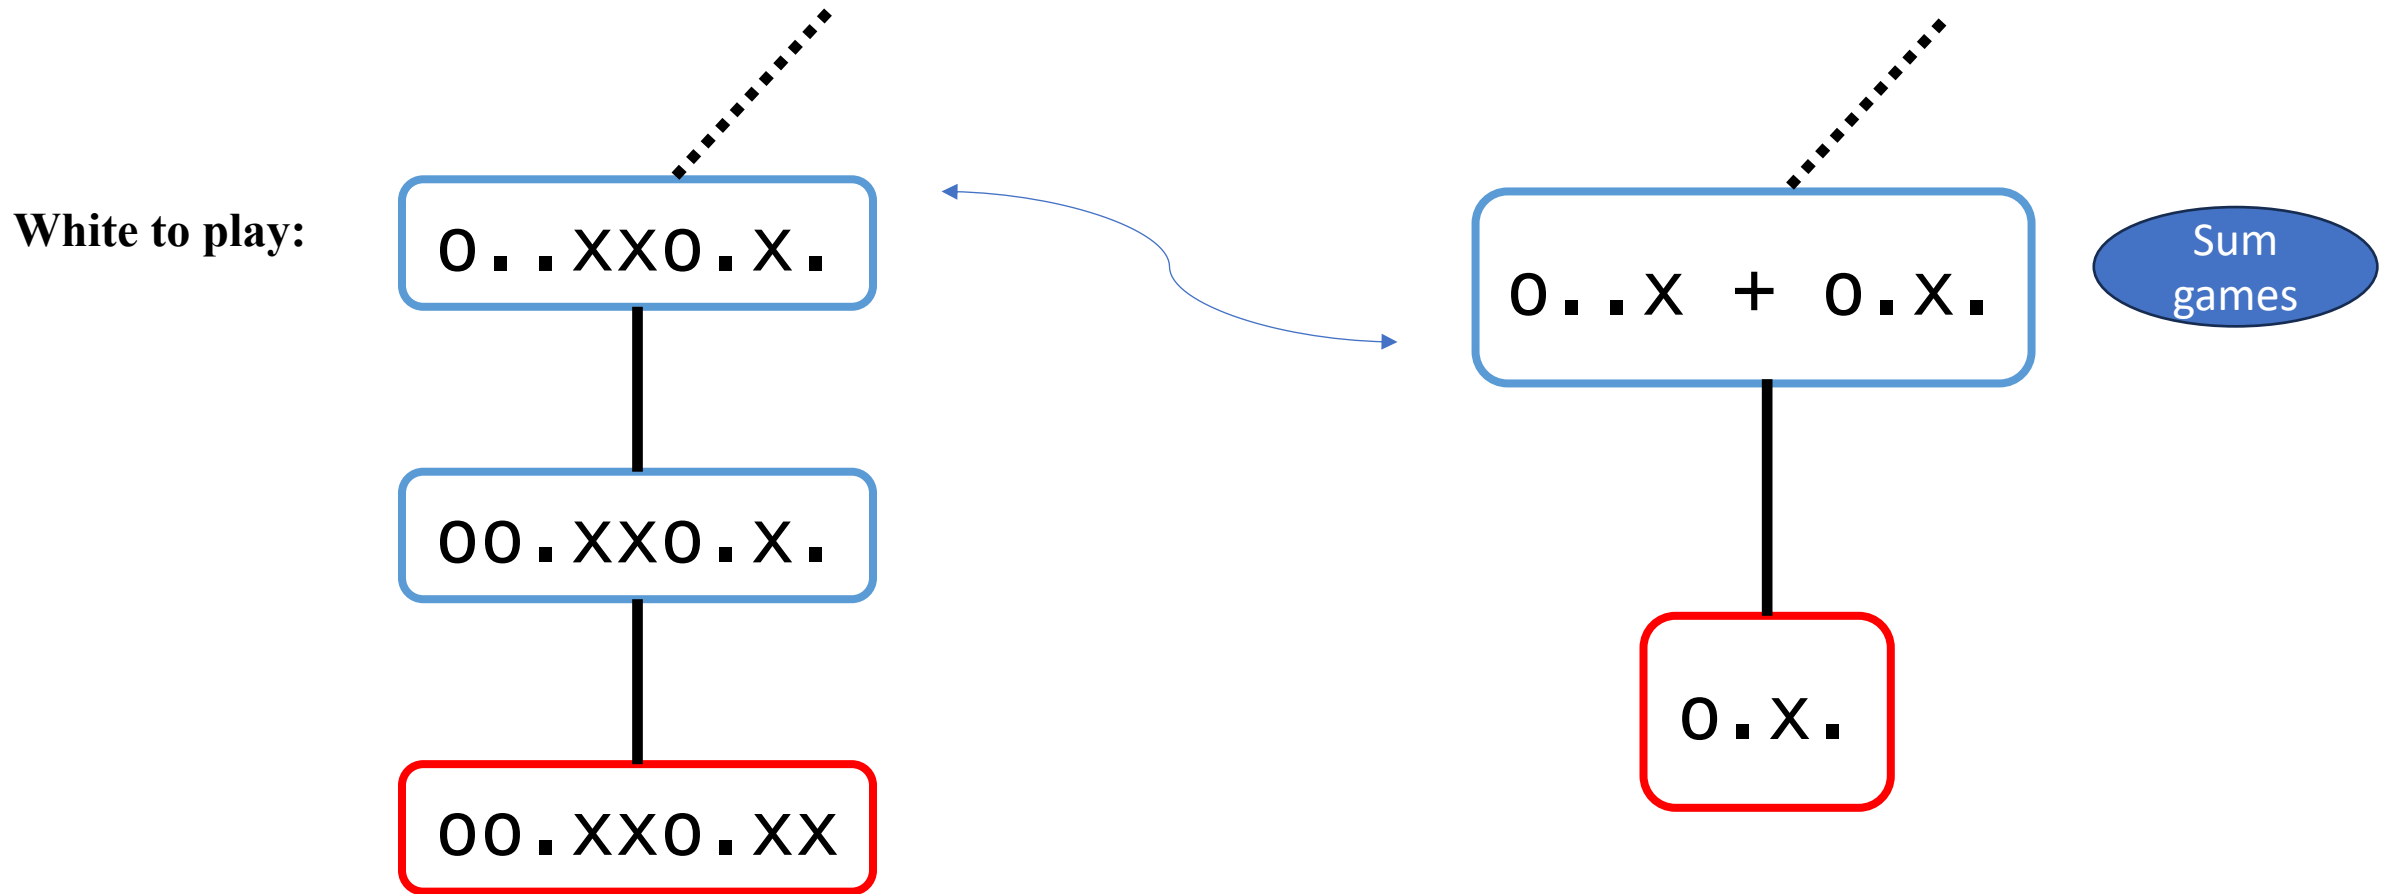 White to play:
o..xxo.x.
oo.xxo.x.
oo.xxo.xx
o..x + o.x.
o.x.
Sum
games